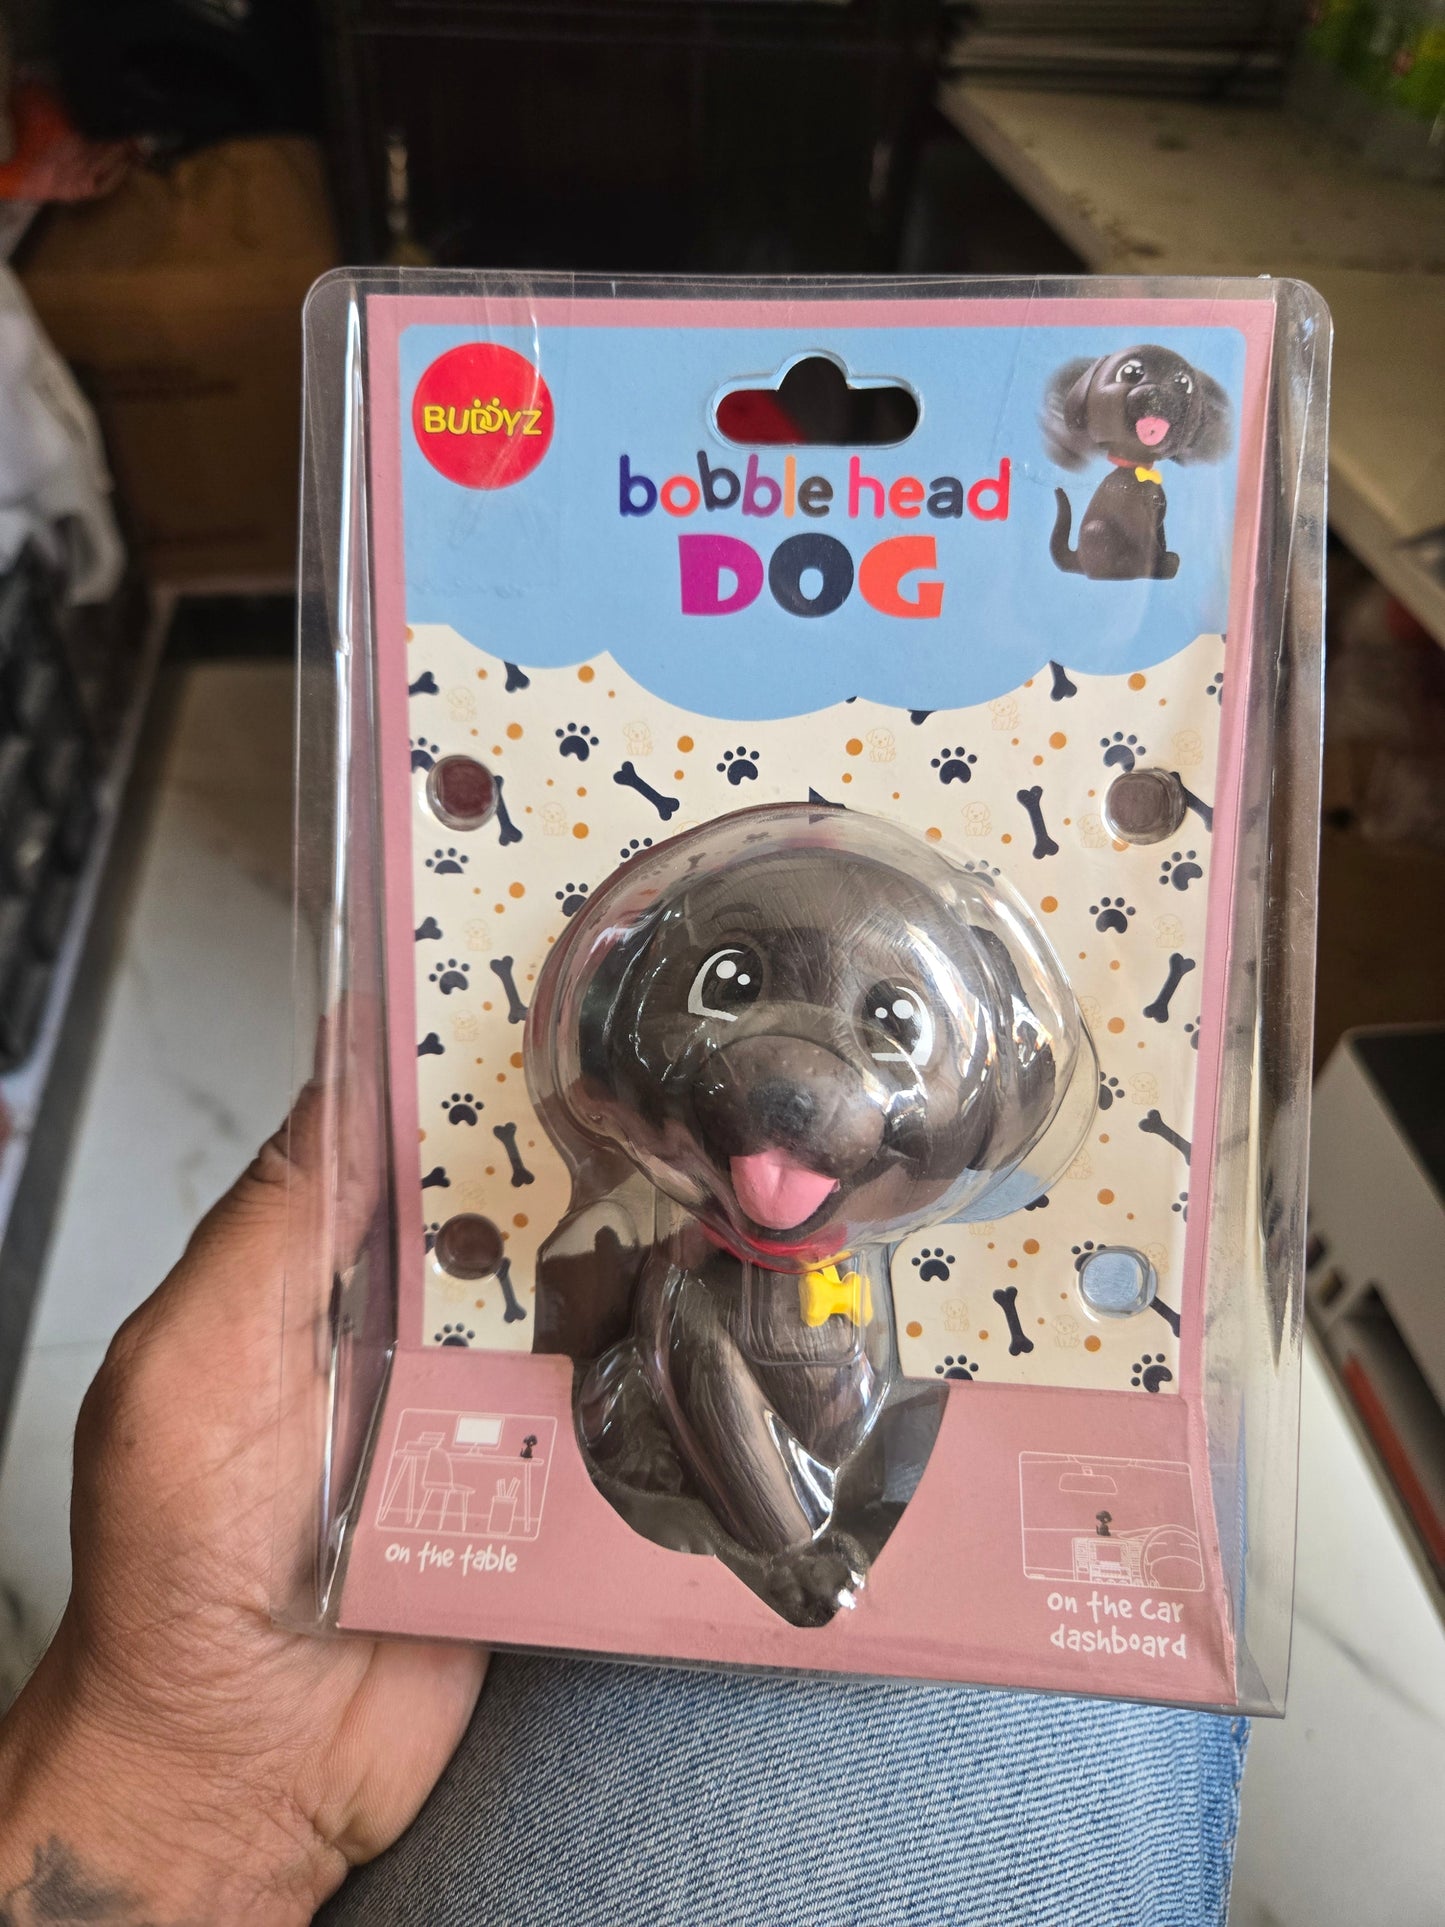 BUDDYZ
bobble head
DOG
on the table
on the car
dashboard